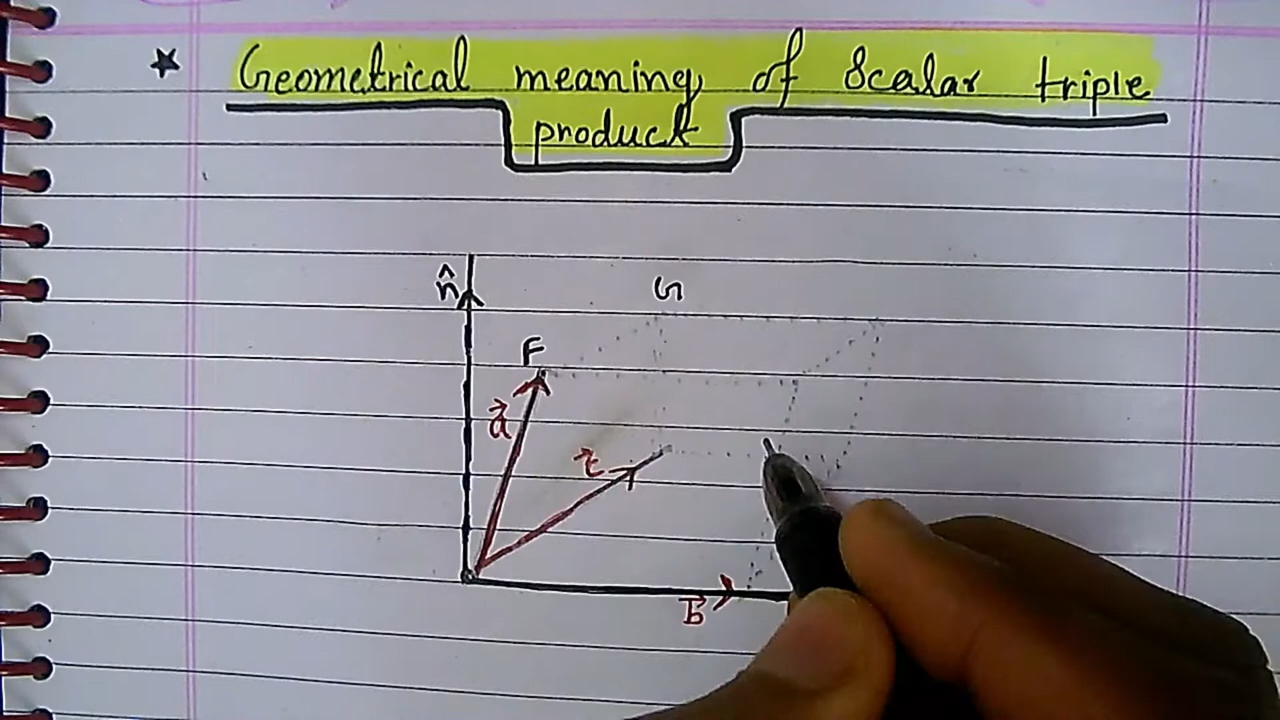 ★ Geometrical meaning of Scalar triple
product
n̂
G
F
a⃗
c⃗
b⃗